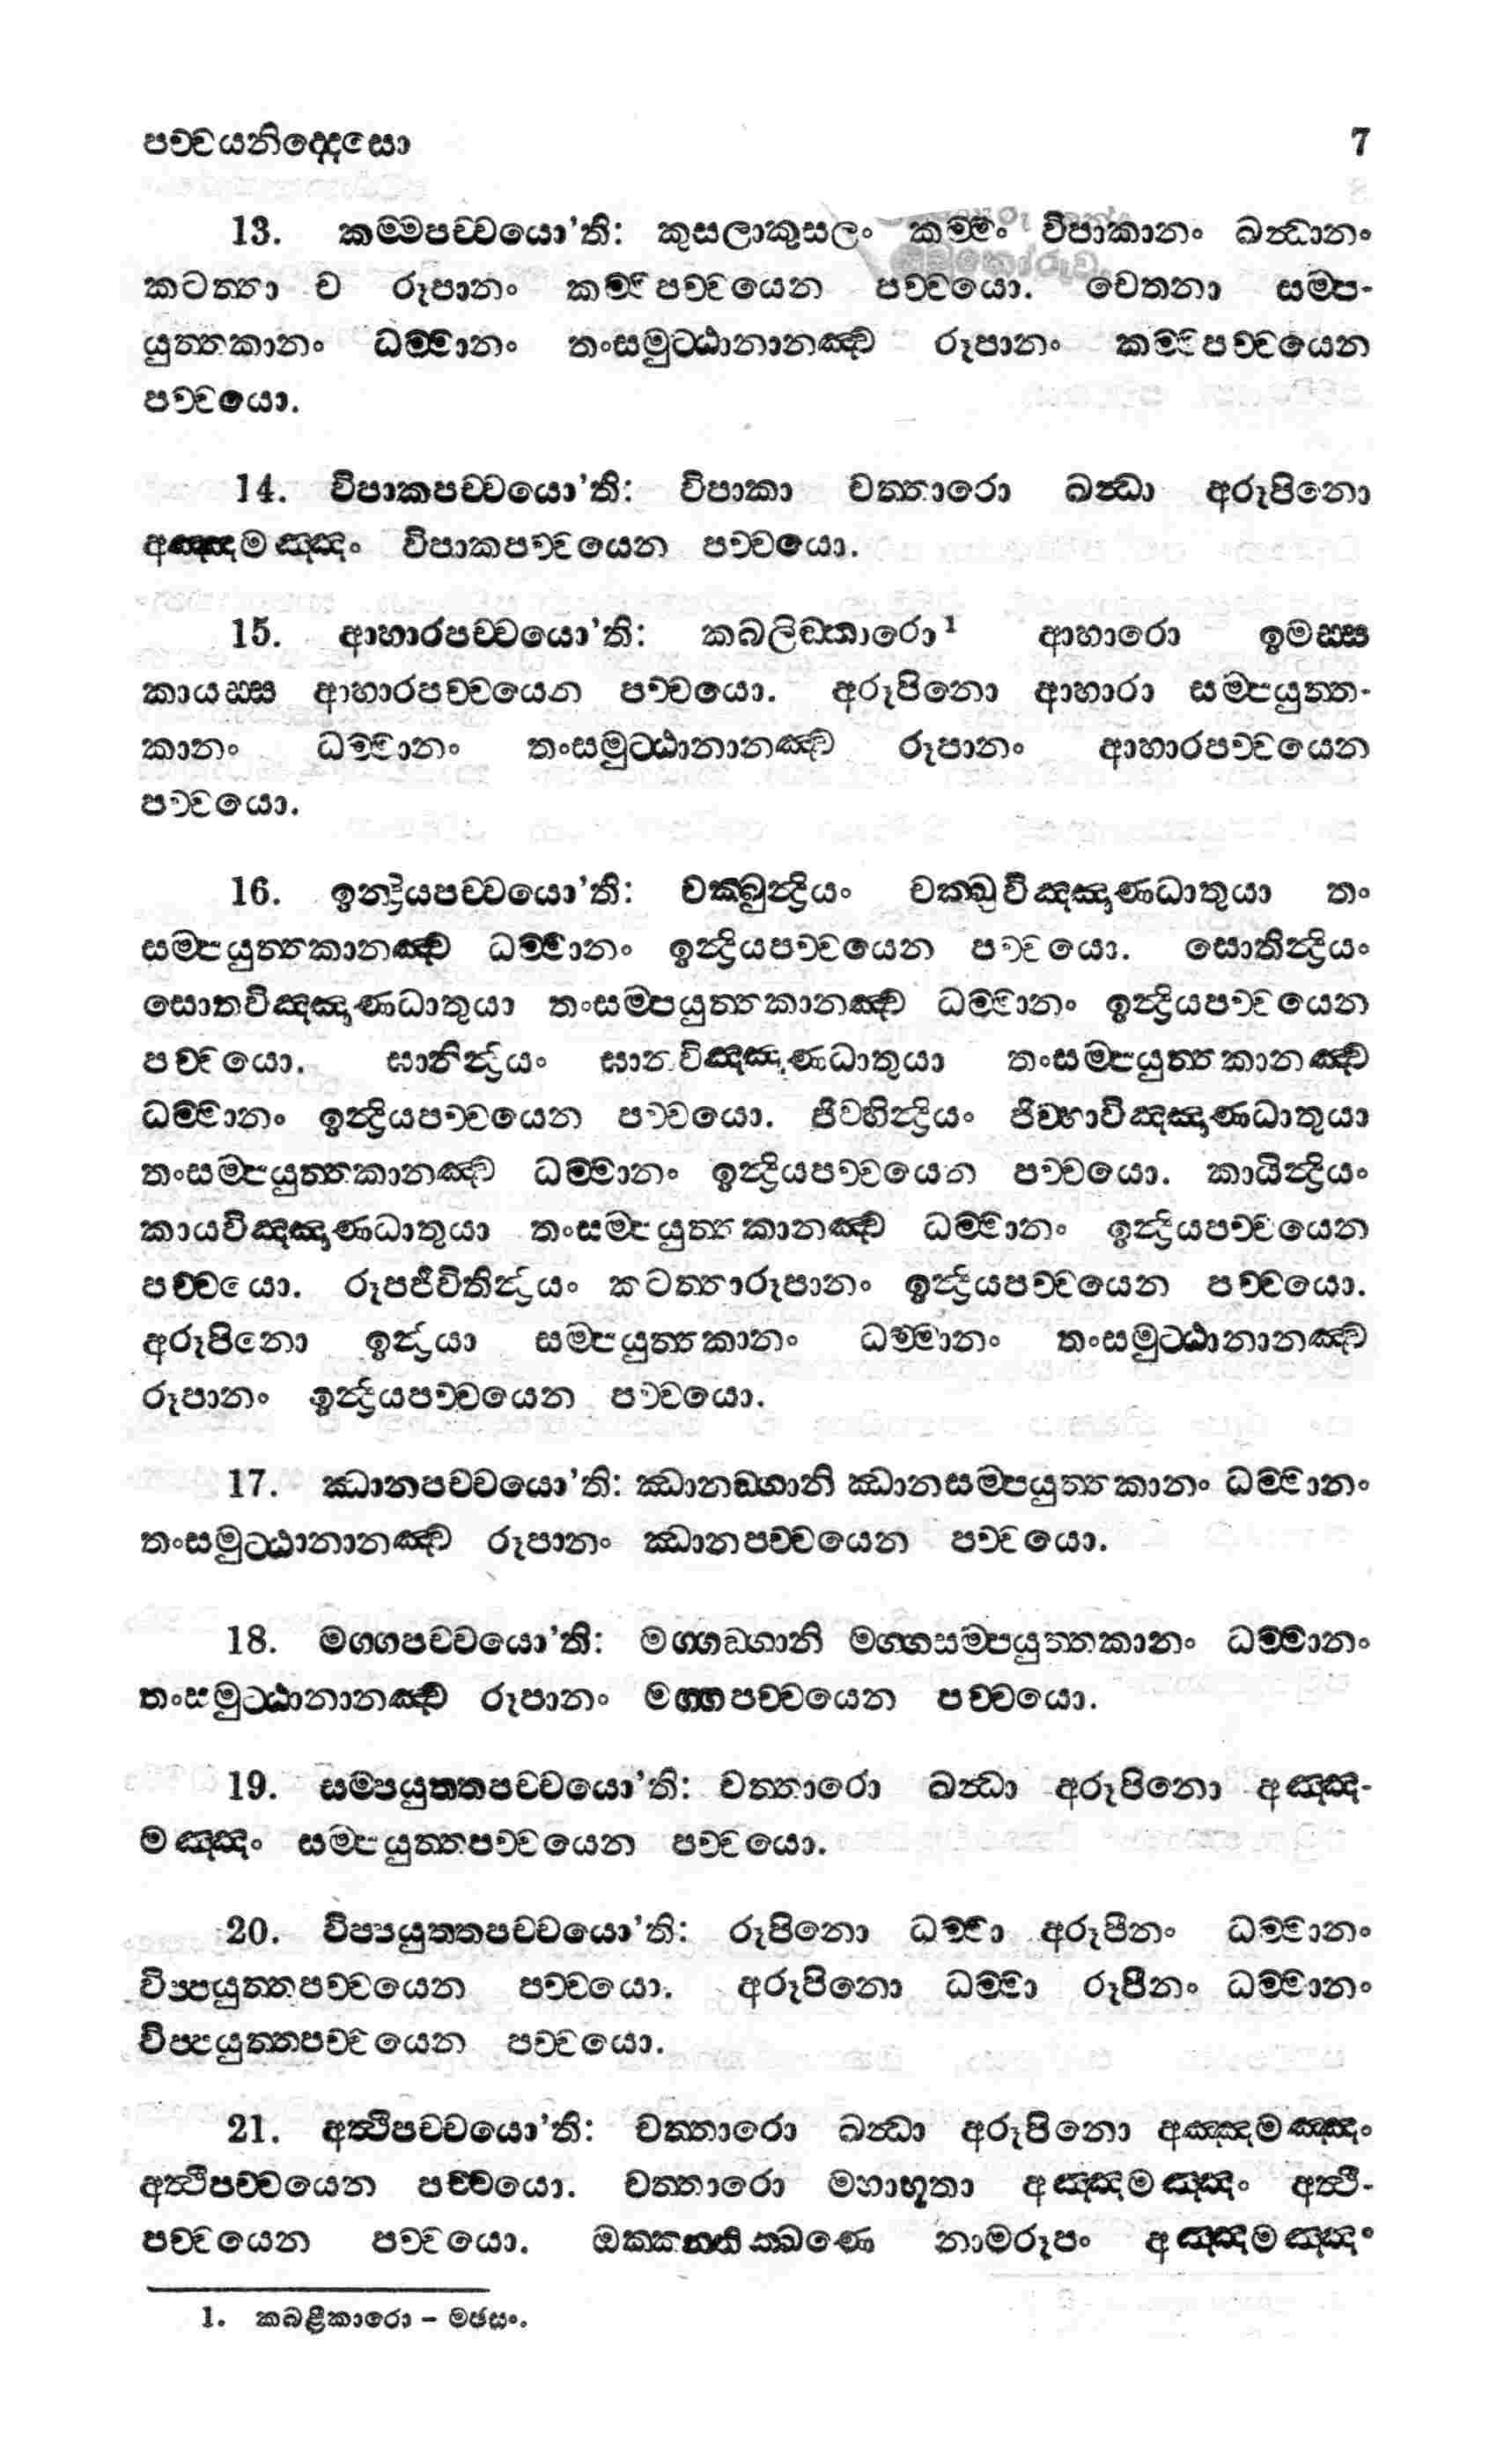 පච්චයනිද්දෙසො 7
13. කම්මපච්චයො’ති: කුසලාකුසලං කම්මං විපාකානං ඛන්ධානං
කටත්තා ච රූපානං කම්මපච්චයෙන පච්චයො. චෙතනා සම්ප-
යුත්තකානං ධම්මානං තංසමුට්ඨානානඤ්ච රූපානං කම්මපච්චයෙන
පච්චයො.
14. විපාකපච්චයො’ති: විපාකා චත්තාරො ඛන්ධා අරූපිනො
අඤ්ඤමඤ්ඤං විපාකපච්චයෙන පච්චයො.
15. ආහාරපච්චයො’ති: කබලිඞ්කාරො¹ ආහාරො ඉමස්ස
කායස්ස ආහාරපච්චයෙන පච්චයො. අරූපිනො ආහාරා සම්පයුත්ත-
කානං ධම්මානං තංසමුට්ඨානානඤ්ච රූපානං ආහාරපච්චයෙන
පච්චයො.
16. ඉන්ද්‍රියපච්චයො’ති: චක්ඛුන්ද්‍රියං චක්ඛුවිඤ්ඤාණධාතුයා තං
සම්පයුත්තකානඤ්ච ධම්මානං ඉන්ද්‍රියපච්චයෙන පච්චයො. සොතින්ද්‍රියං
සොතවිඤ්ඤාණධාතුයා තංසම්පයුත්තකානඤ්ච ධම්මානං ඉන්ද්‍රියපච්චයෙන
පච්චයො. ඝානින්ද්‍රියං ඝානවිඤ්ඤාණධාතුයා තංසම්පයුත්තකානඤ්ච
ධම්මානං ඉන්ද්‍රියපච්චයෙන පච්චයො. ජිව්හින්ද්‍රියං ජිව්හාවිඤ්ඤාණධාතුයා
තංසම්පයුත්තකානඤ්ච ධම්මානං ඉන්ද්‍රියපච්චයෙන පච්චයො. කායින්ද්‍රියං
කායවිඤ්ඤාණධාතුයා තංසම්පයුත්තකානඤ්ච ධම්මානං ඉන්ද්‍රියපච්චයෙන
පච්චයො. රූපජීවිතින්ද්‍රියං කටත්තාරූපානං ඉන්ද්‍රියපච්චයෙන පච්චයො.
අරූපිනො ඉන්ද්‍රියා සම්පයුත්තකානං ධම්මානං තංසමුට්ඨානානඤ්ච
රූපානං ඉන්ද්‍රියපච්චයෙන පච්චයො.
17. ඣානපච්චයො’ති: ඣානඞ්ගානි ඣානසම්පයුත්තකානං ධම්මානං
තංසමුට්ඨානානඤ්ච රූපානං ඣානපච්චයෙන පච්චයො.
18. මග්ගපච්චයො’ති: මග්ගඞ්ගානි මග්ගසම්පයුත්තකානං ධම්මානං
තංසමුට්ඨානානඤ්ච රූපානං මග්ගපච්චයෙන පච්චයො.
19. සම්පයුත්තපච්චයො’ති: චත්තාරො ඛන්ධා අරූපිනො අඤ්ඤ-
මඤ්ඤං සම්පයුත්තපච්චයෙන පච්චයො.
20. විප්පයුත්තපච්චයො’ති: රූපිනො ධම්මා අරූපීනං ධම්මානං
විප්පයුත්තපච්චයෙන පච්චයො. අරූපිනො ධම්මා රූපීනං ධම්මානං
විප්පයුත්තපච්චයෙන පච්චයො.
21. අත්ථිපච්චයො’ති: චත්තාරො ඛන්ධා අරූපිනො අඤ්ඤමඤ්ඤං
අත්ථිපච්චයෙන පච්චයො. චත්තාරො මහාභූතා අඤ්ඤමඤ්ඤං අත්ථි-
පච්චයෙන පච්චයො. ඔක්කන්තික්ඛණෙ නාමරූපං අඤ්ඤමඤ්ඤං
1. කබළීකාරො – මඡසං.